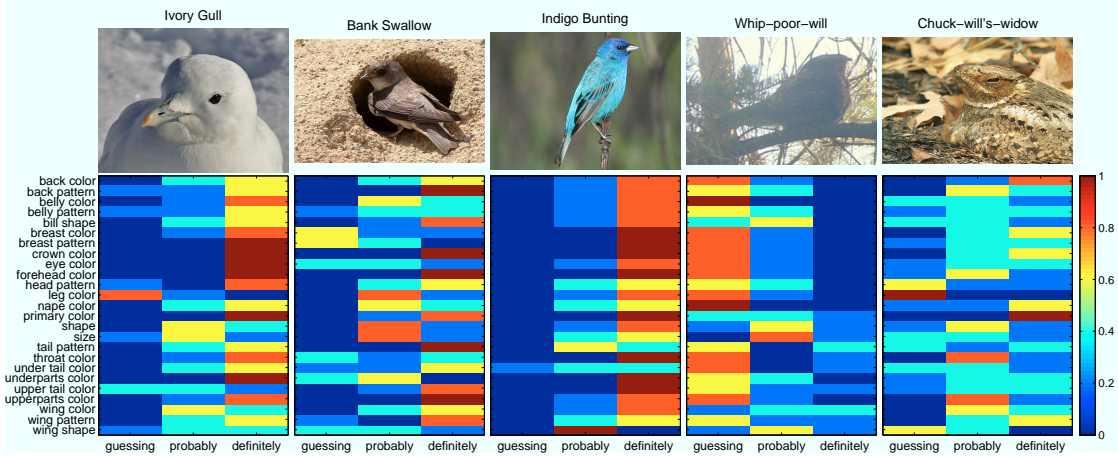 Ivory Gull
Bank Swallow
Indigo Bunting
Whip−poor−will
Chuck−will's−widow
back color
back pattern
belly color
belly pattern
bill shape
breast color
breast pattern
crown color
eye color
forehead color
head pattern
leg color
nape color
primary color
shape
size
tail pattern
throat color
under tail color
underparts color
upper tail color
upperparts color
wing color
wing pattern
wing shape
guessing probably definitely
guessing probably definitely
guessing probably definitely
guessing probably definitely
guessing probably definitely
1
0.8
0.6
0.4
0.2
0